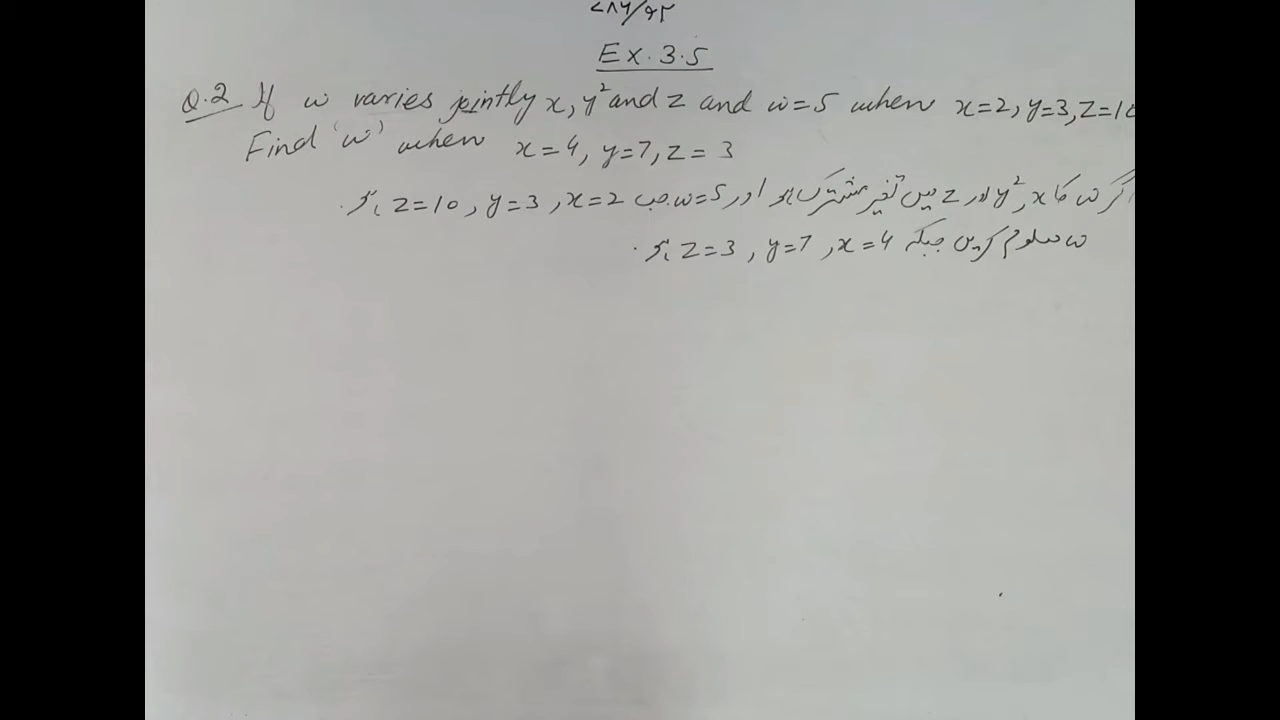 ۷۸۶/۹۲
Ex. 3.5
Q.2 If w varies jointly x, y² and z and w = 5 when x=2, y=3, z=10
Find 'w' when x = 4, y=7, z = 3
اگر w کا x, y² اور z میں تغیر مشترک ہو اور w=5 جب x=2, y=3, z=10 ہو.
w معلوم کریں جبکہ x=4, y=7, z=3 ہو.